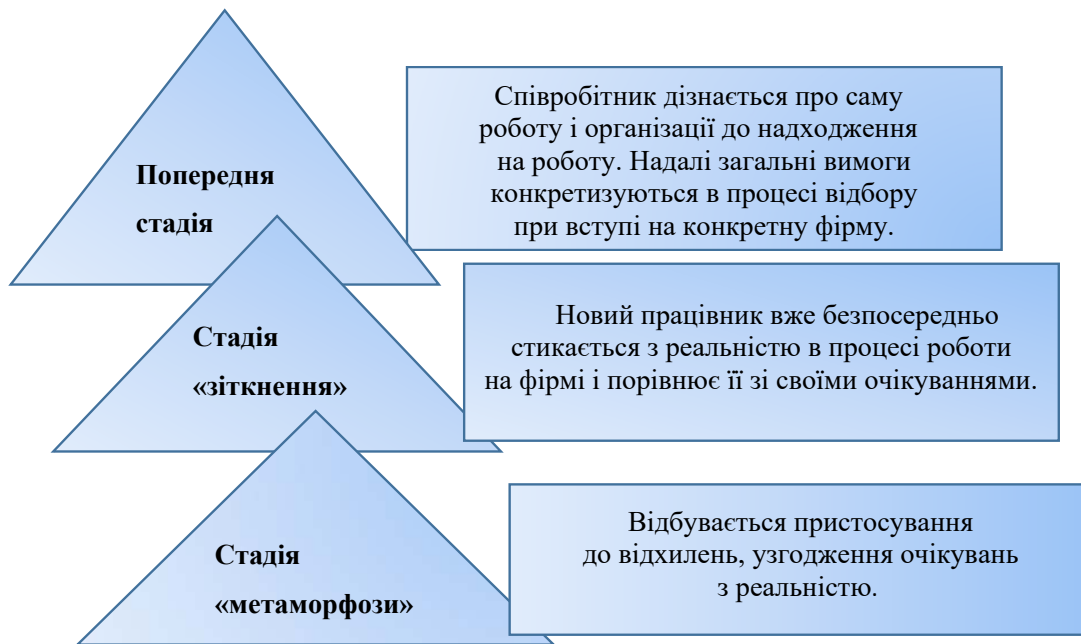 Попередня
стадія
Співробітник дізнається про саму
роботу і організації до надходження
на роботу. Надалі загальні вимоги
конкретизуються в процесі відбору
при вступі на конкретну фірму.
Стадія
«зіткнення»
Новий працівник вже безпосередньо
стикається з реальністю в процесі роботи
на фірмі і порівнює її зі своїми очікуваннями.
Стадія
«метаморфози»
Відбувається пристосування
до відхилень, узгодження очікувань
з реальністю.